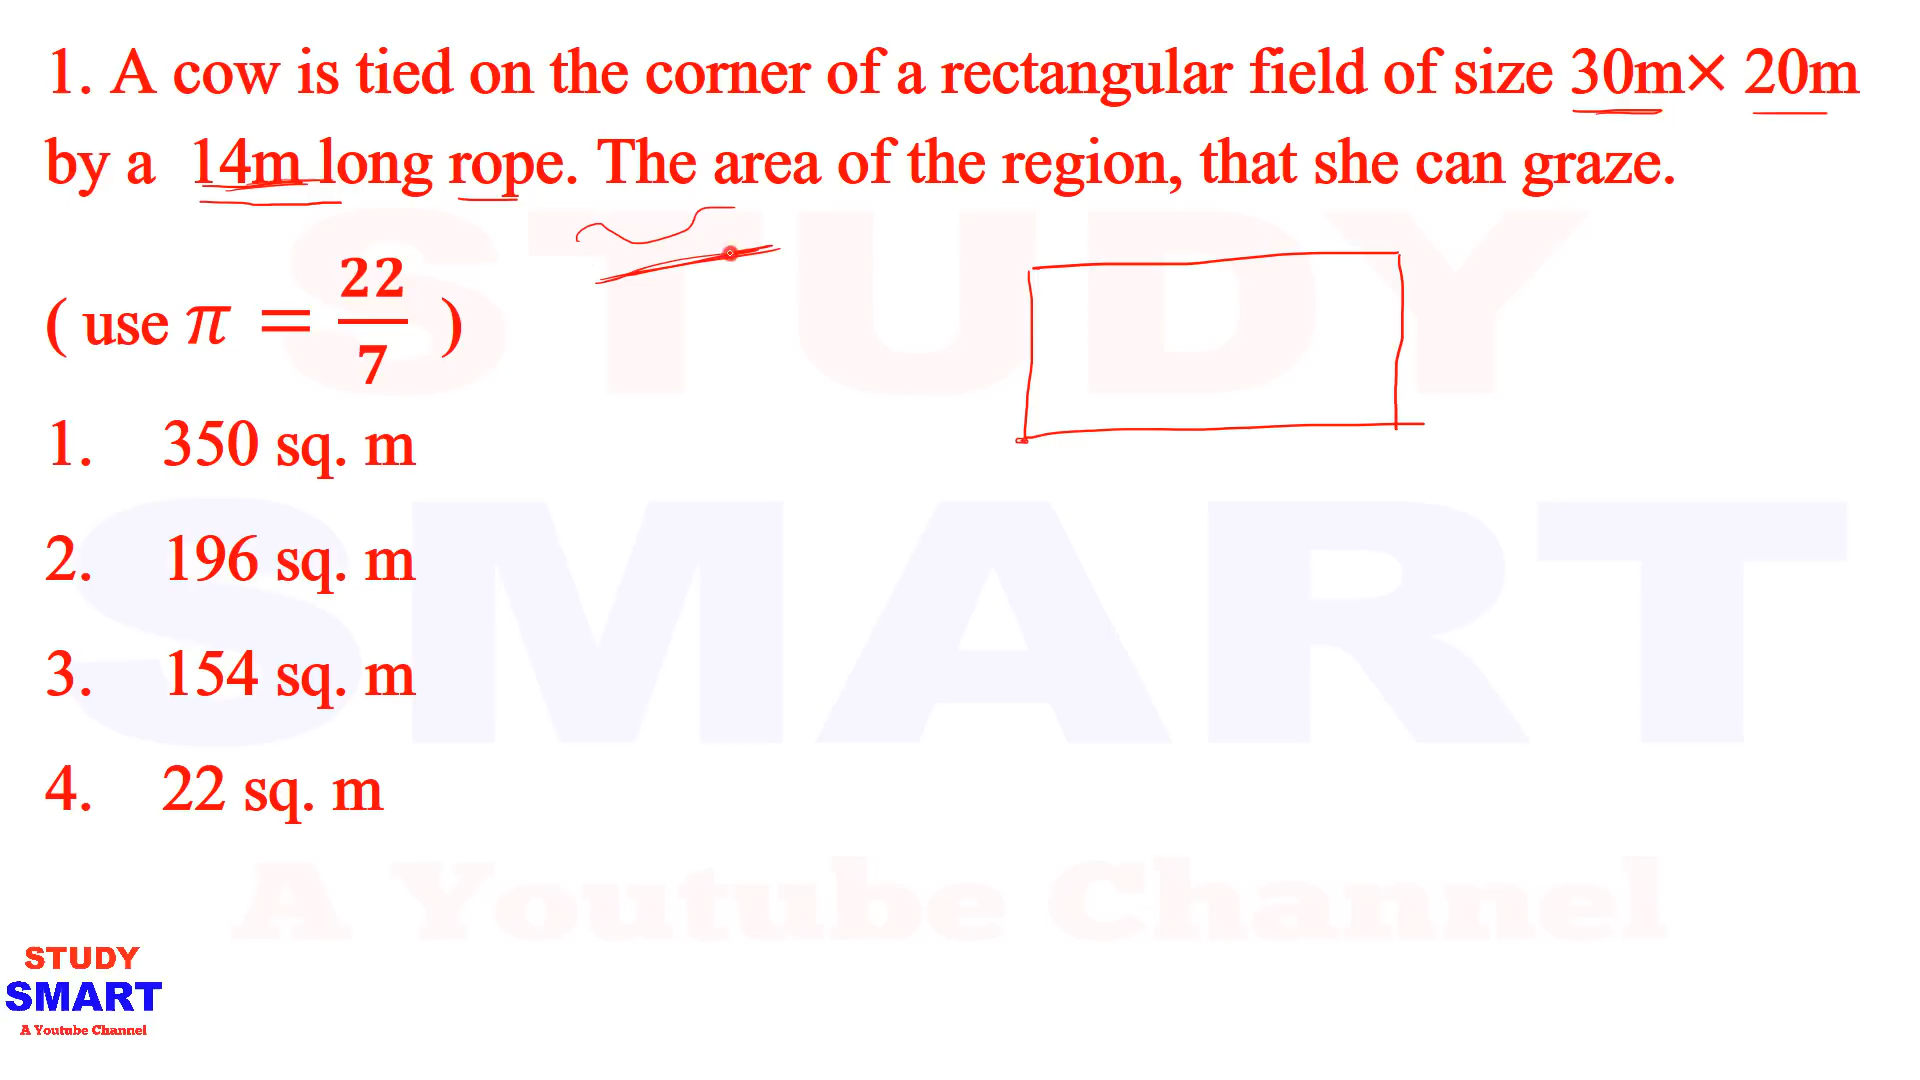 1. A cow is tied on the corner of a rectangular field of size 30m× 20m
by a 14m long rope. The area of the region, that she can graze.
( use π = 22/7 )
1. 350 sq. m
2. 196 sq. m
3. 154 sq. m
4. 22 sq. m
STUDY
SMART
A Youtube Channel
STUDY
SMART
A Youtube Channel